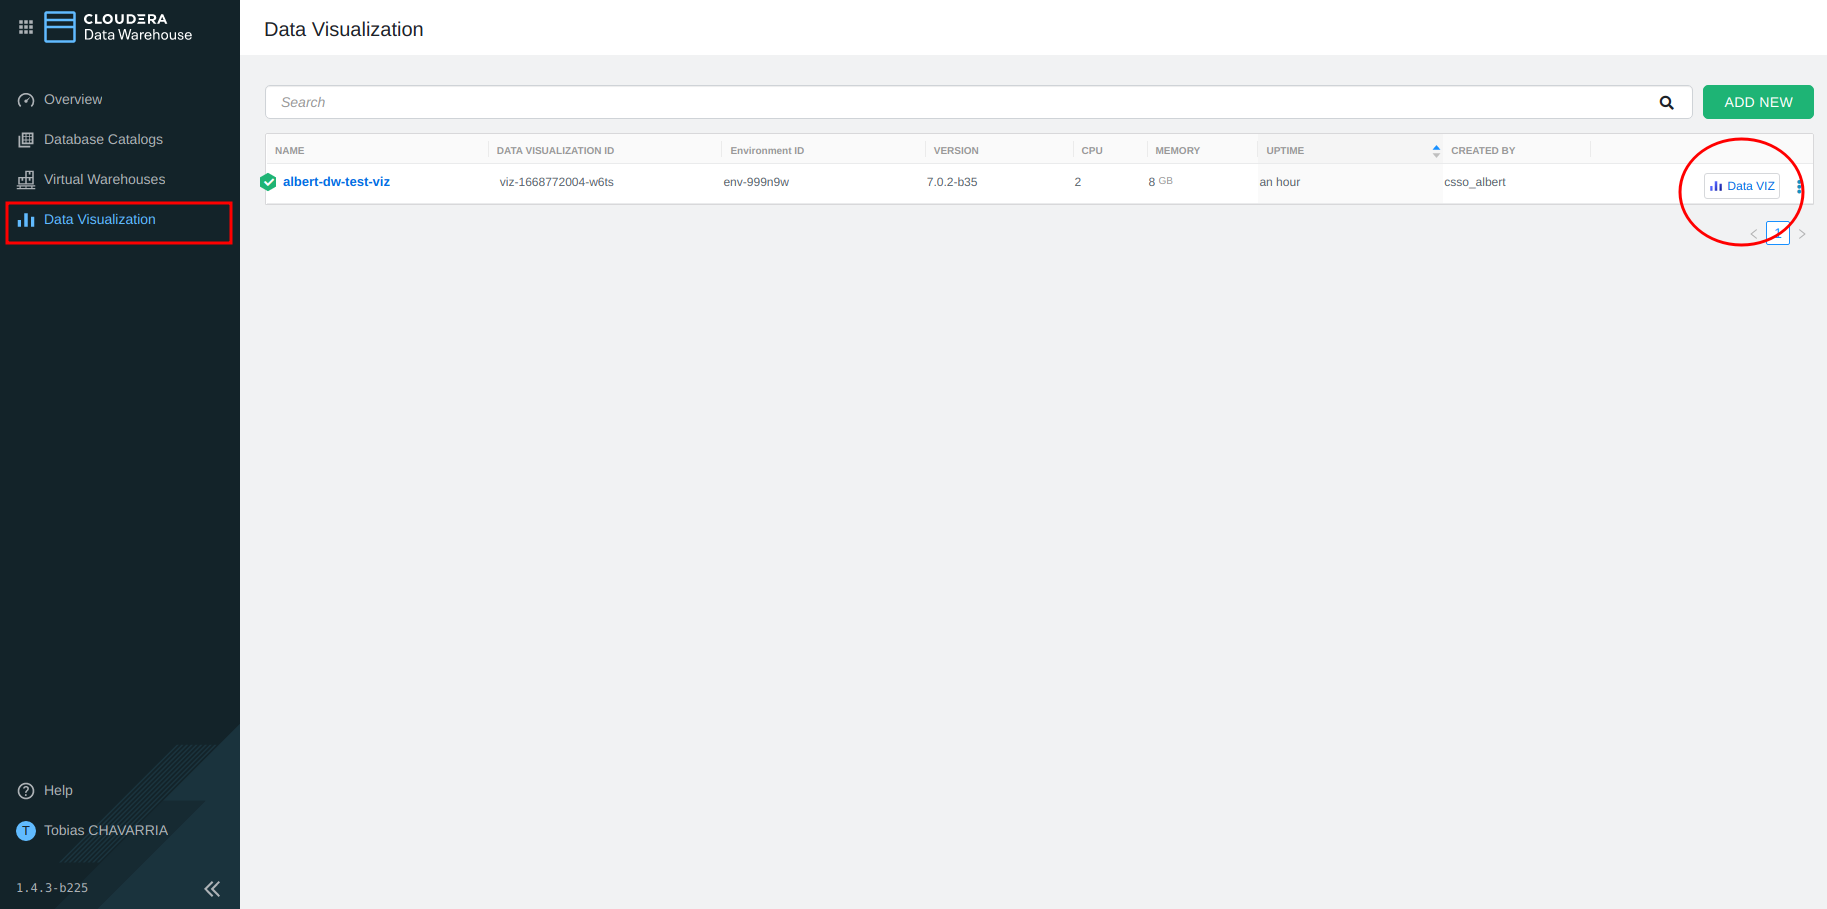 CLOUDERA
Data Warehouse
Overview
Database Catalogs
Virtual Warehouses
Data Visualization
Help
T Tobias CHAVARRIA
1.4.3-b225
Data Visualization
Search
ADD NEW
NAME DATA VISUALIZATION ID Environment ID VERSION CPU MEMORY UPTIME CREATED BY
albert-dw-test-viz viz-1668772004-w6ts env-999n9w 7.0.2-b35 2 8 GB an hour csso_albert Data VIZ
1